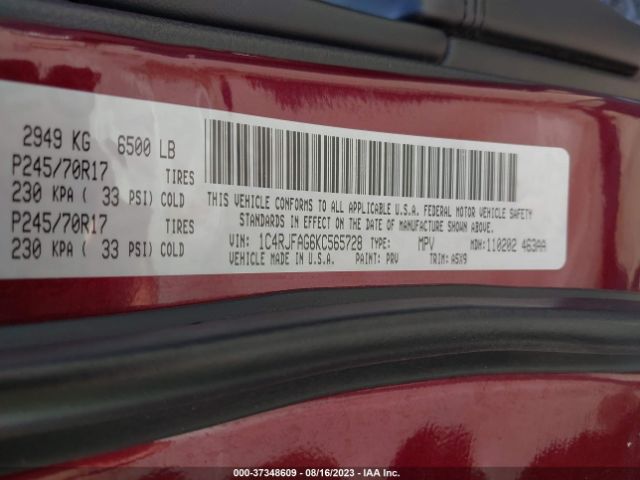 2949 KG 6500 LB
P245/70R17 TIRES
230 KPA ( 33 PSI) COLD
P245/70R17 TIRES
230 KPA ( 33 PSI) COLD
THIS VEHICLE CONFORMS TO ALL APPLICABLE U.S.A. FEDERAL MOTOR VEHICLE SAFETY
STANDARDS IN EFFECT ON THE DATE OF MANUFACTURE SHOWN ABOVE.
VIN: 1C4RJFAG6KC565728 TYPE: MPV MDH: 110202 463AA
VEHICLE MADE IN U.S.A. PAINT: PRV TRIM: A5X9
000-37348609 - 08/16/2023 - IAA Inc.